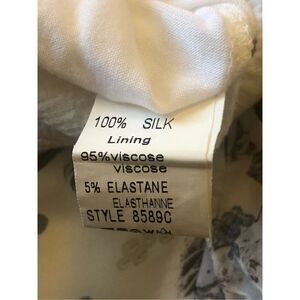 100% SILK
Lining
95%viscose
viscose
5% ELASTANE
ELASTHANNE
STYLE 8589C